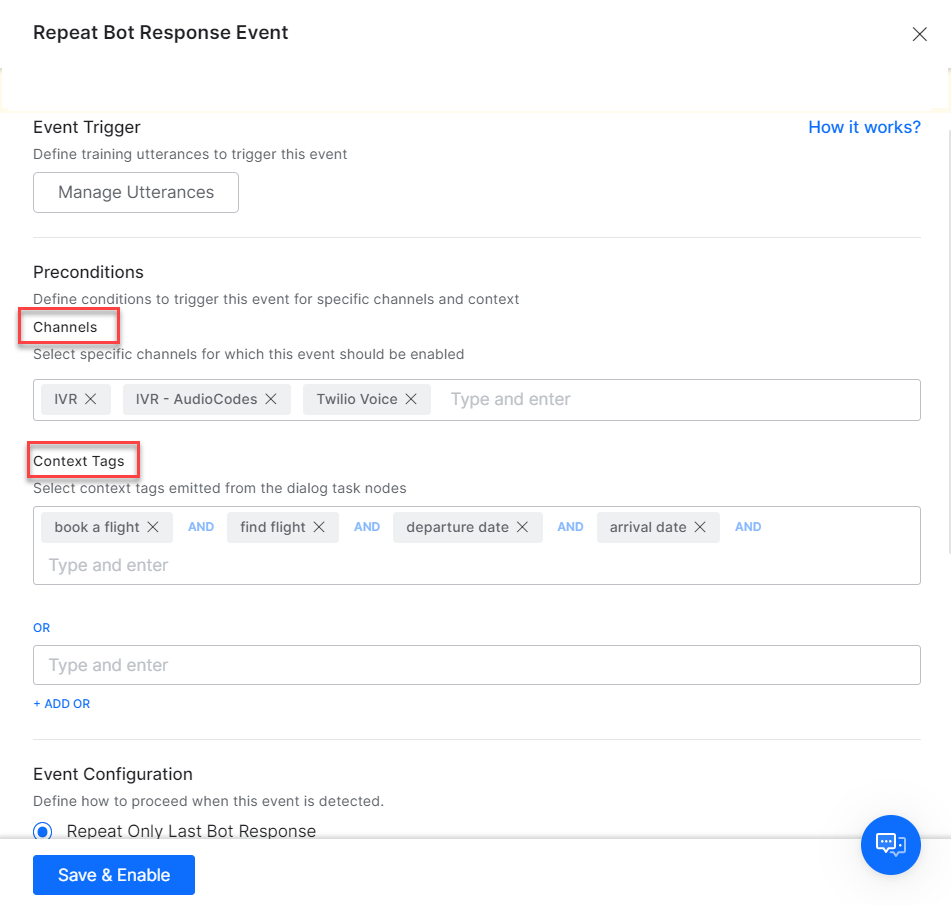 Repeat Bot Response Event
Event Trigger
How it works?
Define training utterances to trigger this event
Manage Utterances
Preconditions
Define conditions to trigger this event for specific channels and context
Channels
Select specific channels for which this event should be enabled
IVR IVR - AudioCodes Twilio Voice Type and enter
Context Tags
Select context tags emitted from the dialog task nodes
book a flight AND find flight AND departure date AND arrival date AND
Type and enter
OR
Type and enter
+ ADD OR
Event Configuration
Define how to proceed when this event is detected.
Repeat Only Last Bot Response
Save & Enable